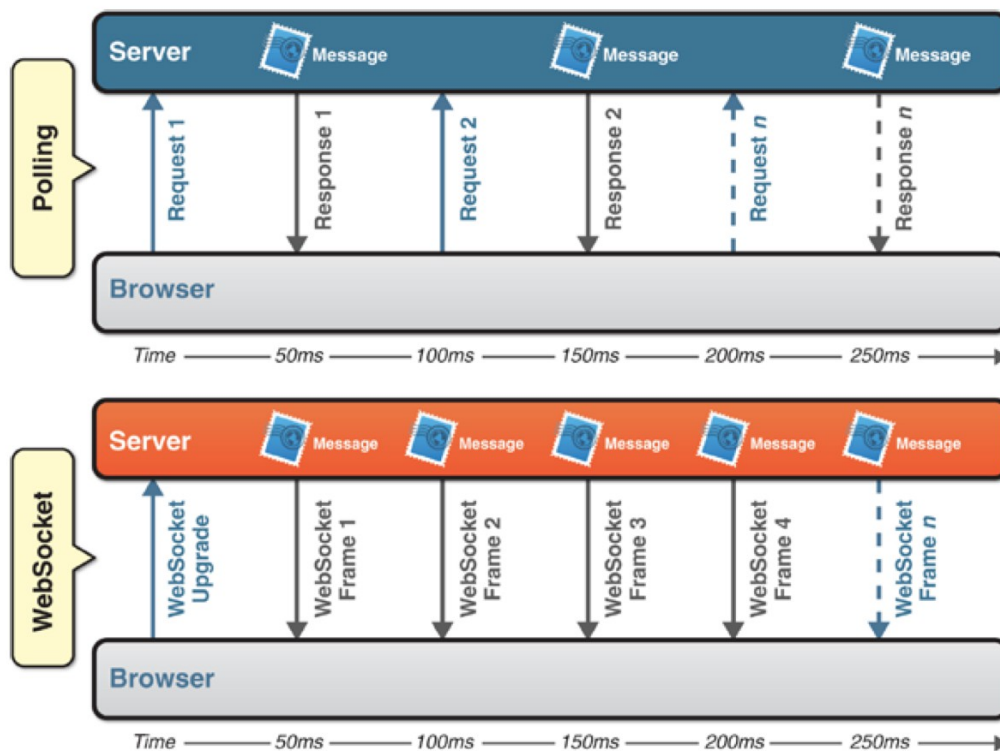 Polling
Server
Message
Message
Message
Request 1
Response 1
Request 2
Response 2
Request n
Response n
Browser
Time 50ms 100ms 150ms 200ms 250ms
WebSocket
Server
Message
Message
Message
Message
Message
WebSocket
Upgrade
WebSocket
Frame 1
WebSocket
Frame 2
WebSocket
Frame 3
WebSocket
Frame 4
WebSocket
Frame n
Browser
Time 50ms 100ms 150ms 200ms 250ms